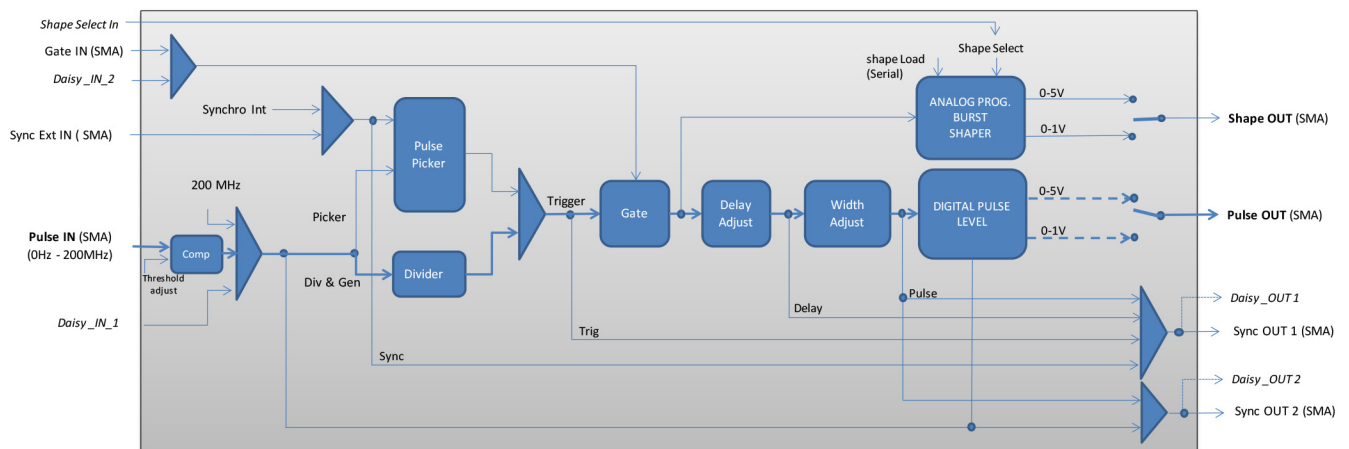 Shape Select In
Gate IN (SMA)
Daisy _IN_2
Synchro Int
Sync Ext IN ( SMA)
200 MHz
Pulse IN (SMA)
(0Hz - 200MHz)
Comp
Threshold
adjust
Daisy _IN_1
Picker
Div & Gen
Pulse
Picker
Divider
Trigger
Gate
Delay
Adjust
Width
Adjust
shape Load
(Serial)
Shape Select
ANALOG PROG.
BURST
SHAPER
0-5V
0-1V
Shape OUT (SMA)
DIGITAL PULSE
LEVEL
0-5V
0-1V
Pulse OUT (SMA)
Pulse
Delay
Trig
Sync
Daisy _OUT 1
Sync OUT 1 (SMA)
Daisy _OUT 2
Sync OUT 2 (SMA)